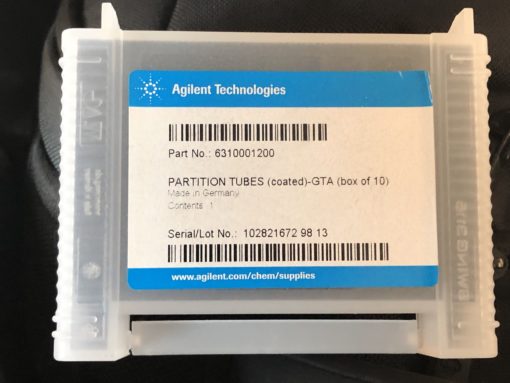 Agilent Technologies
Part No.: 6310001200
PARTITION TUBES (coated)-GTA (box of 10)
Made in Germany
Contents: 1
Serial/Lot No.: 102821672 98 13
www.agilent.com/chem/supplies